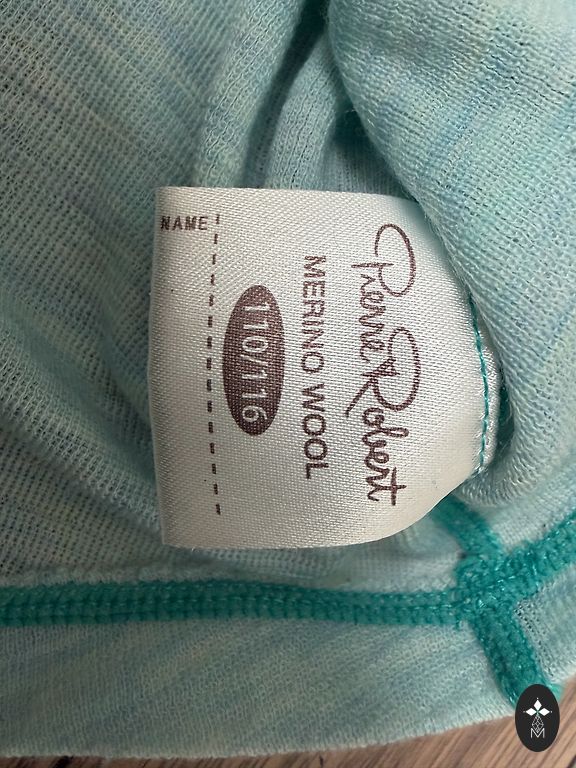 Pierre Robert
MERINO WOOL
110/116
NAME
M